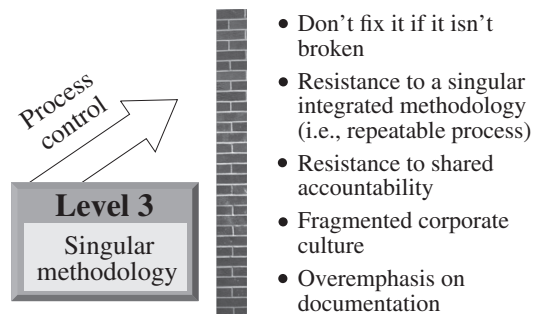 Process
control
Level 3
Singular
methodology
• Don’t fix it if it isn’t
broken
• Resistance to a singular
integrated methodology
(i.e., repeatable process)
• Resistance to shared
accountability
• Fragmented corporate
culture
• Overemphasis on
documentation